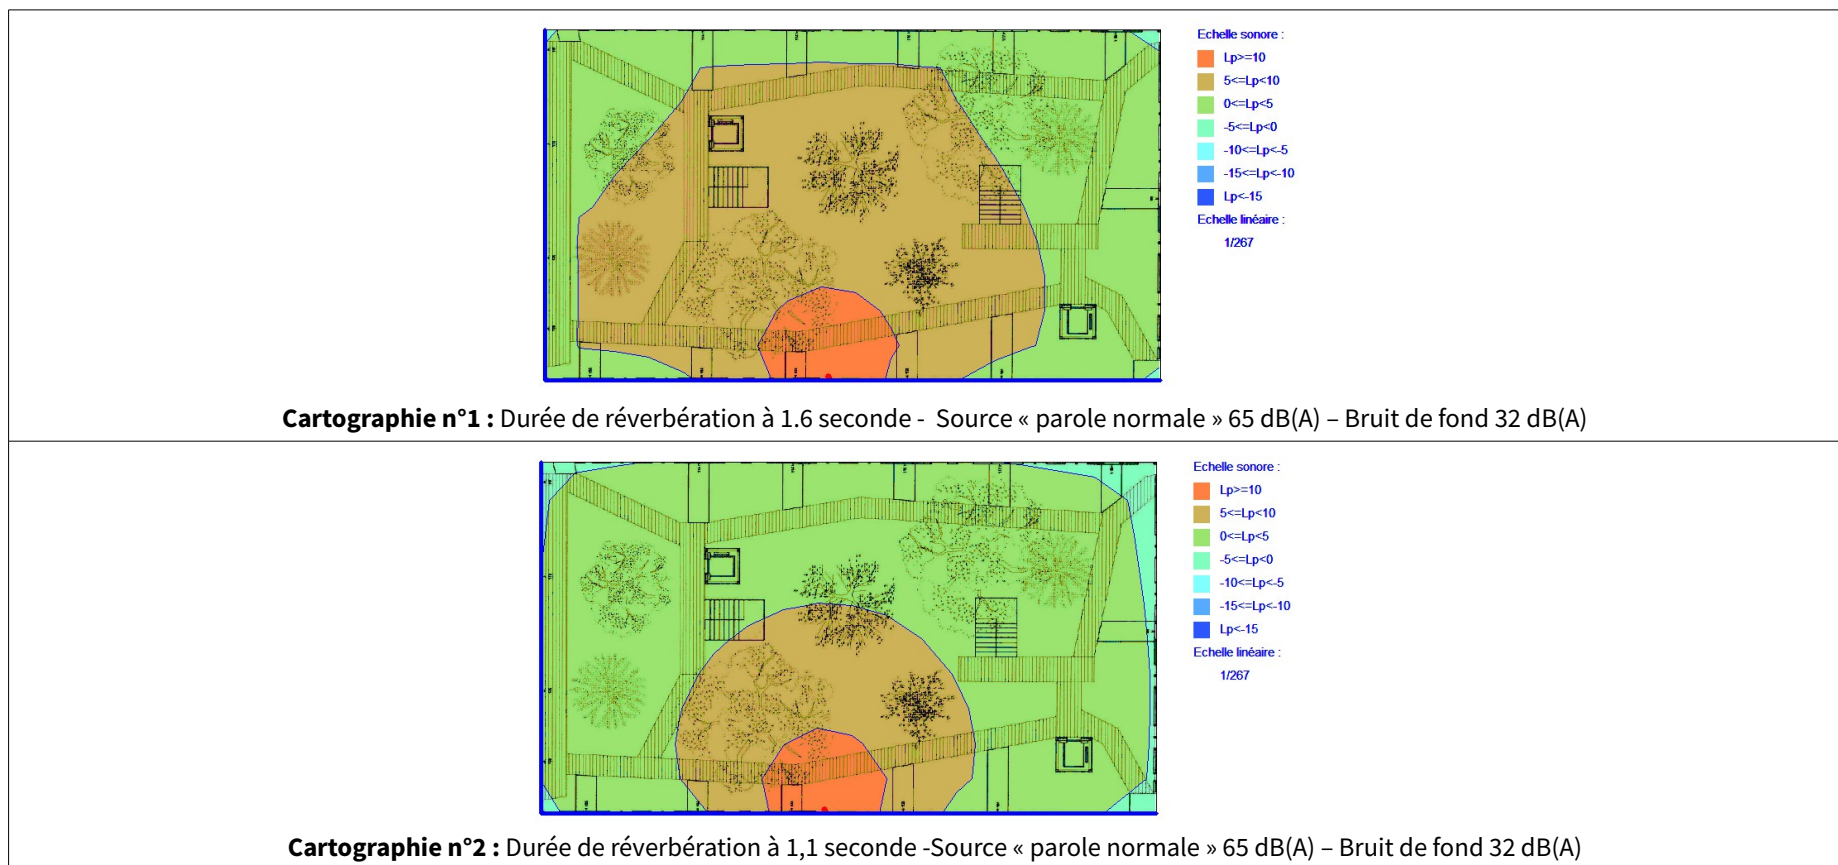 Echelle sonore :
Lp>=10
5<=Lp<10
0<=Lp<5
-5<=Lp<0
-10<=Lp<-5
-15<=Lp<-10
Lp<-15
Echelle linéaire :
1/267
Cartographie n°1 : Durée de réverbération à 1.6 seconde - Source « parole normale » 65 dB(A) – Bruit de fond 32 dB(A)
Echelle sonore :
Lp>=10
5<=Lp<10
0<=Lp<5
-5<=Lp<0
-10<=Lp<-5
-15<=Lp<-10
Lp<-15
Echelle linéaire :
1/267
Cartographie n°2 : Durée de réverbération à 1,1 seconde -Source « parole normale » 65 dB(A) – Bruit de fond 32 dB(A)